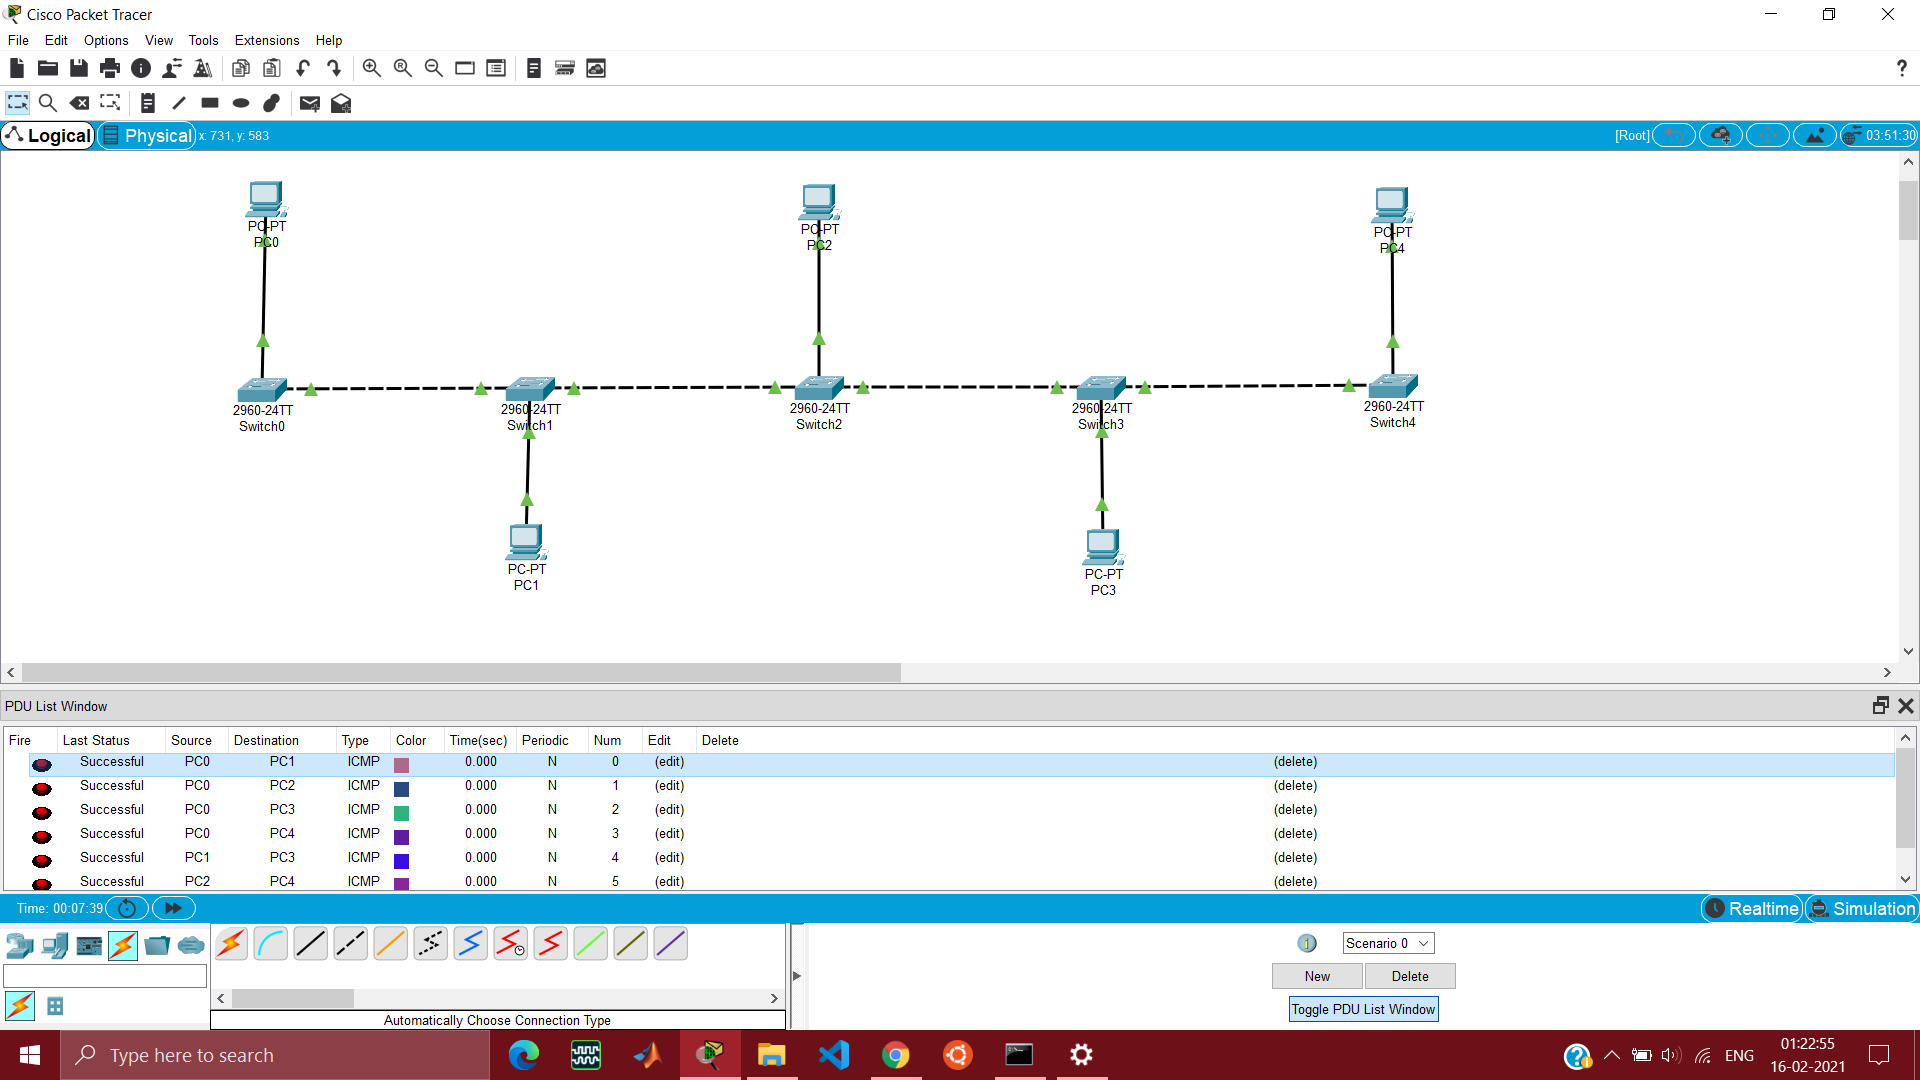 Cisco Packet Tracer
File Edit Options View Tools Extensions Help
?
Logical Physical x: 731, y: 583 [Root] 03:51:30
PC-PT
PC0
PC-PT
PC2
PC-PT
PC4
2960-24TT
Switch0
2960-24TT
Switch1
2960-24TT
Switch2
2960-24TT
Switch3
2960-24TT
Switch4
PC-PT
PC1
PC-PT
PC3
PDU List Window
Fire Last Status Source Destination Type Color Time(sec) Periodic Num Edit Delete
Successful PC0 PC1 ICMP 0.000 N 0 (edit) (delete)
Successful PC0 PC2 ICMP 0.000 N 1 (edit) (delete)
Successful PC0 PC3 ICMP 0.000 N 2 (edit) (delete)
Successful PC0 PC4 ICMP 0.000 N 3 (edit) (delete)
Successful PC1 PC3 ICMP 0.000 N 4 (edit) (delete)
Successful PC2 PC4 ICMP 0.000 N 5 (edit) (delete)
Time: 00:07:39 Realtime Simulation
Scenario 0
New Delete
Toggle PDU List Window
Automatically Choose Connection Type
Type here to search
ENG
01:22:55
16-02-2021